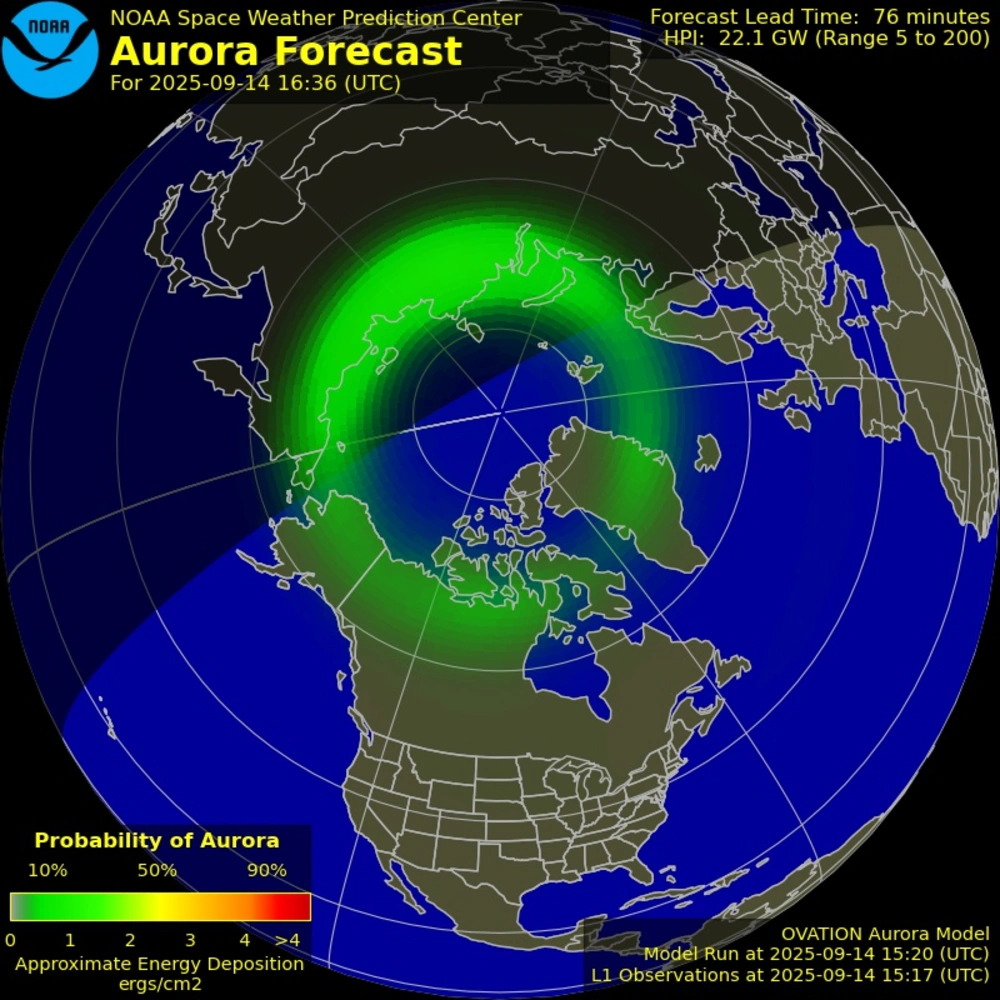 NOAA
NOAA Space Weather Prediction Center
Aurora Forecast
For 2025-09-14 16:36 (UTC)
Forecast Lead Time: 76 minutes
HPI: 22.1 GW (Range 5 to 200)
Probability of Aurora
10% 50% 90%
0 1 2 3 4 >4
Approximate Energy Deposition
ergs/cm2
OVATION Aurora Model
Model Run at 2025-09-14 15:20 (UTC)
L1 Observations at 2025-09-14 15:17 (UTC)